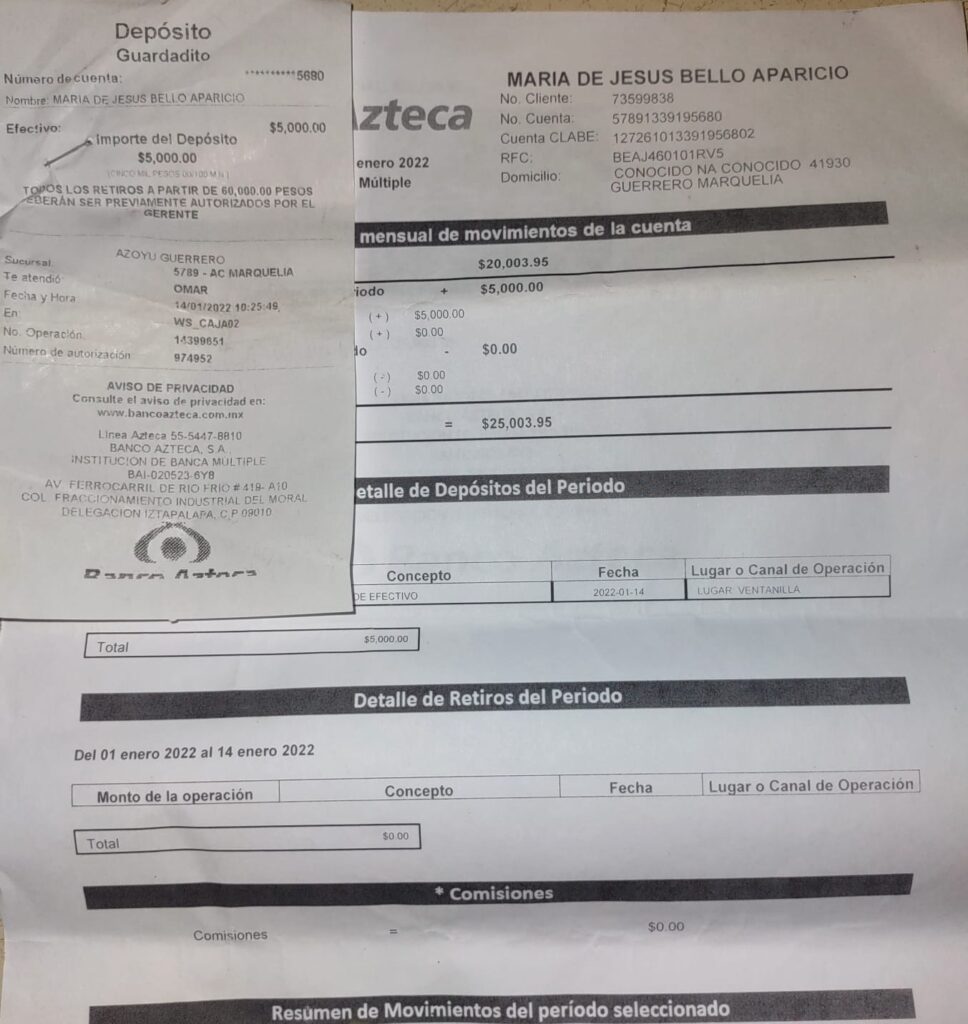 Depósito
Guardadito
Número de cuenta: **********5680
Nombre: MARIA DE JESUS BELLO APARICIO
Efectivo: $5,000.00
Importe del Depósito
$5,000.00
(CINCO MIL PESOS 00/100 M.N.)
TODOS LOS RETIROS A PARTIR DE 60,000.00 PESOS
DEBERÁN SER PREVIAMENTE AUTORIZADOS POR EL
GERENTE
AZOYU GUERRERO
Sucursal: 5789 - AC MARQUELIA
Te atendió OMAR
Fecha y Hora 14/01/2022 10:25:49
En WS_CAJA02
No. Operación. 14399651
Número de autorización 974952
AVISO DE PRIVACIDAD
Consulte el aviso de privacidad en:
www.bancoazteca.com.mx
Linea Azteca 55-5447-8810
BANCO AZTECA, S.A.
INSTITUCION DE BANCA MULTIPLE
BAI-020523-6Y8
AV. FERROCARRIL DE RIO FRIO # 419- A10
COL. FRACCIONAMIENTO INDUSTRIAL DEL MORAL
DELEGACION IZTAPALAPA, C.P 09010
Banco Azteca
Azteca
enero 2022
Múltiple
MARIA DE JESUS BELLO APARICIO
No. Cliente: 73599838
No. Cuenta: 57891339195680
Cuenta CLABE: 127261013391956802
RFC: BEAJ460101RV5
Domicilio: CONOCIDO NA CONOCIDO 41930
GUERRERO MARQUELIA
mensual de movimientos de la cuenta
$20,003.95
iodo + $5,000.00
(+) $5,000.00
(+) $0.00
do - $0.00
(-) $0.00
(-) $0.00
= $25,003.95
etalle de Depósitos del Periodo
Concepto Fecha Lugar o Canal de Operación
DE EFECTIVO 2022-01-14 LUGAR VENTANILLA
Total $5,000.00
Detalle de Retiros del Periodo
Del 01 enero 2022 al 14 enero 2022
Monto de la operación Concepto Fecha Lugar o Canal de Operación
Total $0.00
* Comisiones
Comisiones = $0.00
Resúmen de Movimientos del período seleccionado